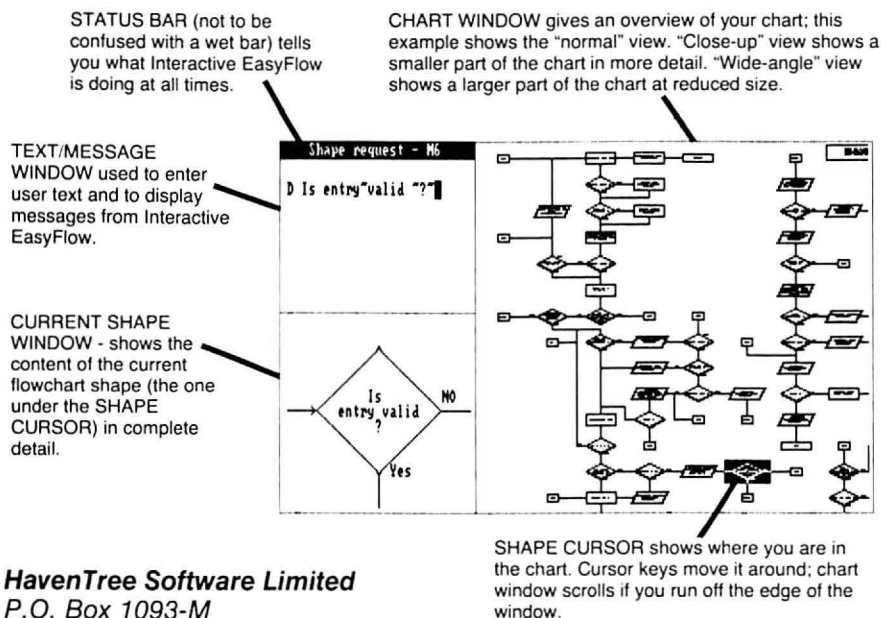 STATUS BAR (not to be
confused with a wet bar) tells
you what Interactive EasyFlow
is doing at all times.
CHART WINDOW gives an overview of your chart; this
example shows the “normal” view. “Close-up” view shows a
smaller part of the chart in more detail. “Wide-angle” view
shows a larger part of the chart at reduced size.
TEXT/MESSAGE
WINDOW used to enter
user text and to display
messages from Interactive
EasyFlow.
Shape request - M6
D Is entry~valid ~?~
CURRENT SHAPE
WINDOW - shows the
content of the current
flowchart shape (the one
under the SHAPE
CURSOR) in complete
detail.
Is
entry valid
?
NO
Yes
SHAPE CURSOR shows where you are in
the chart. Cursor keys move it around; chart
window scrolls if you run off the edge of the
window.
HavenTree Software Limited
P.O. Box 1093-M